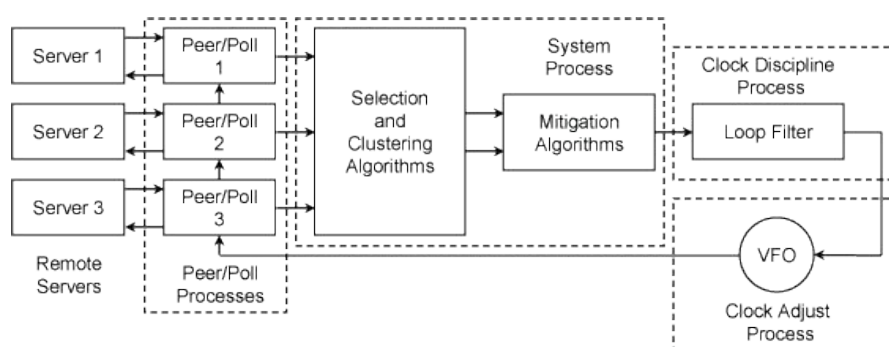 Server 1
Server 2
Server 3
Remote
Servers
Peer/Poll
1
Peer/Poll
2
Peer/Poll
3
Peer/Poll
Processes
Selection
and
Clustering
Algorithms
System
Process
Mitigation
Algorithms
Clock Discipline
Process
Loop Filter
VFO
Clock Adjust
Process